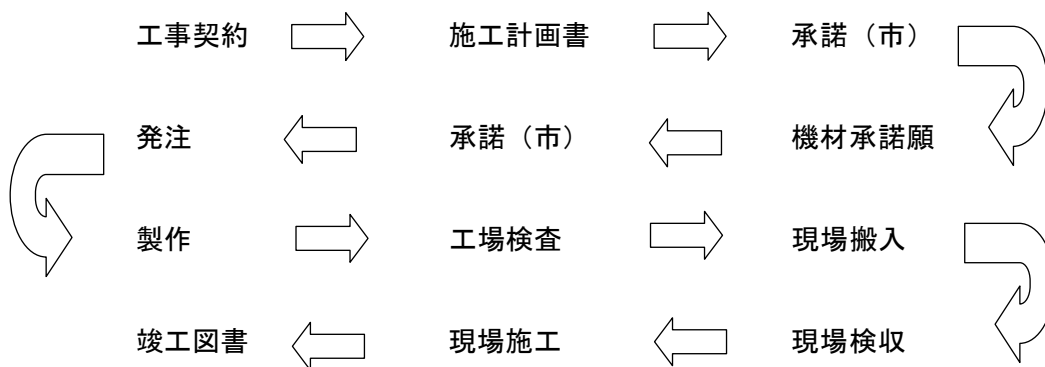 工事契約 施工計画書 承諾（市）
発注 承諾（市） 機材承諾願
製作 工場検査 現場搬入
竣工図書 現場施工 現場検収